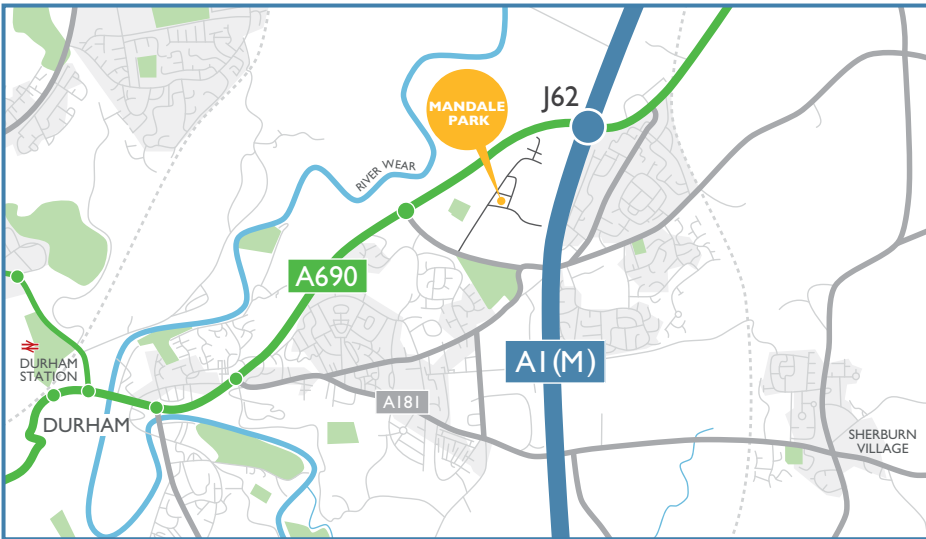 MANDALE
PARK
J62
RIVER WEAR
A690
A1(M)
DURHAM
STATION
A181
DURHAM
SHERBURN
VILLAGE